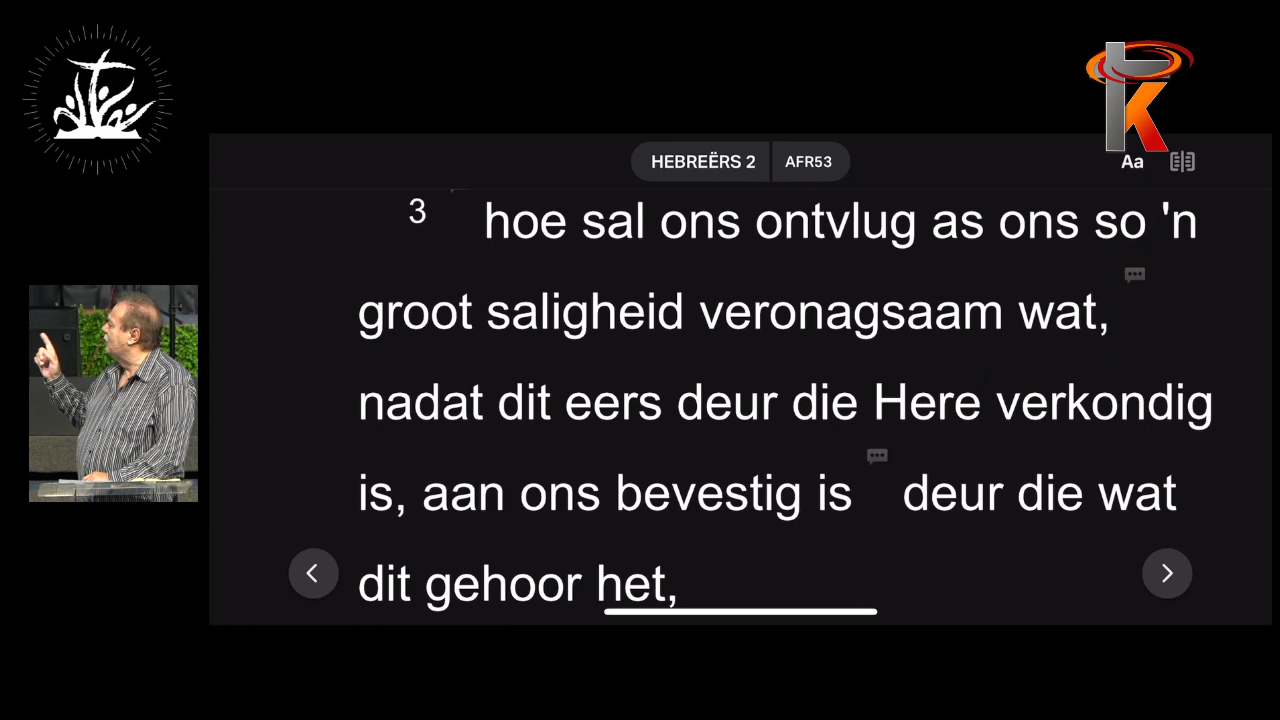 HEBREËRS 2 AFR53
Aa
3 hoe sal ons ontvlug as ons so 'n
groot saligheid veronagsaam wat,
nadat dit eers deur die Here verkondig
is, aan ons bevestig is deur die wat
dit gehoor het,